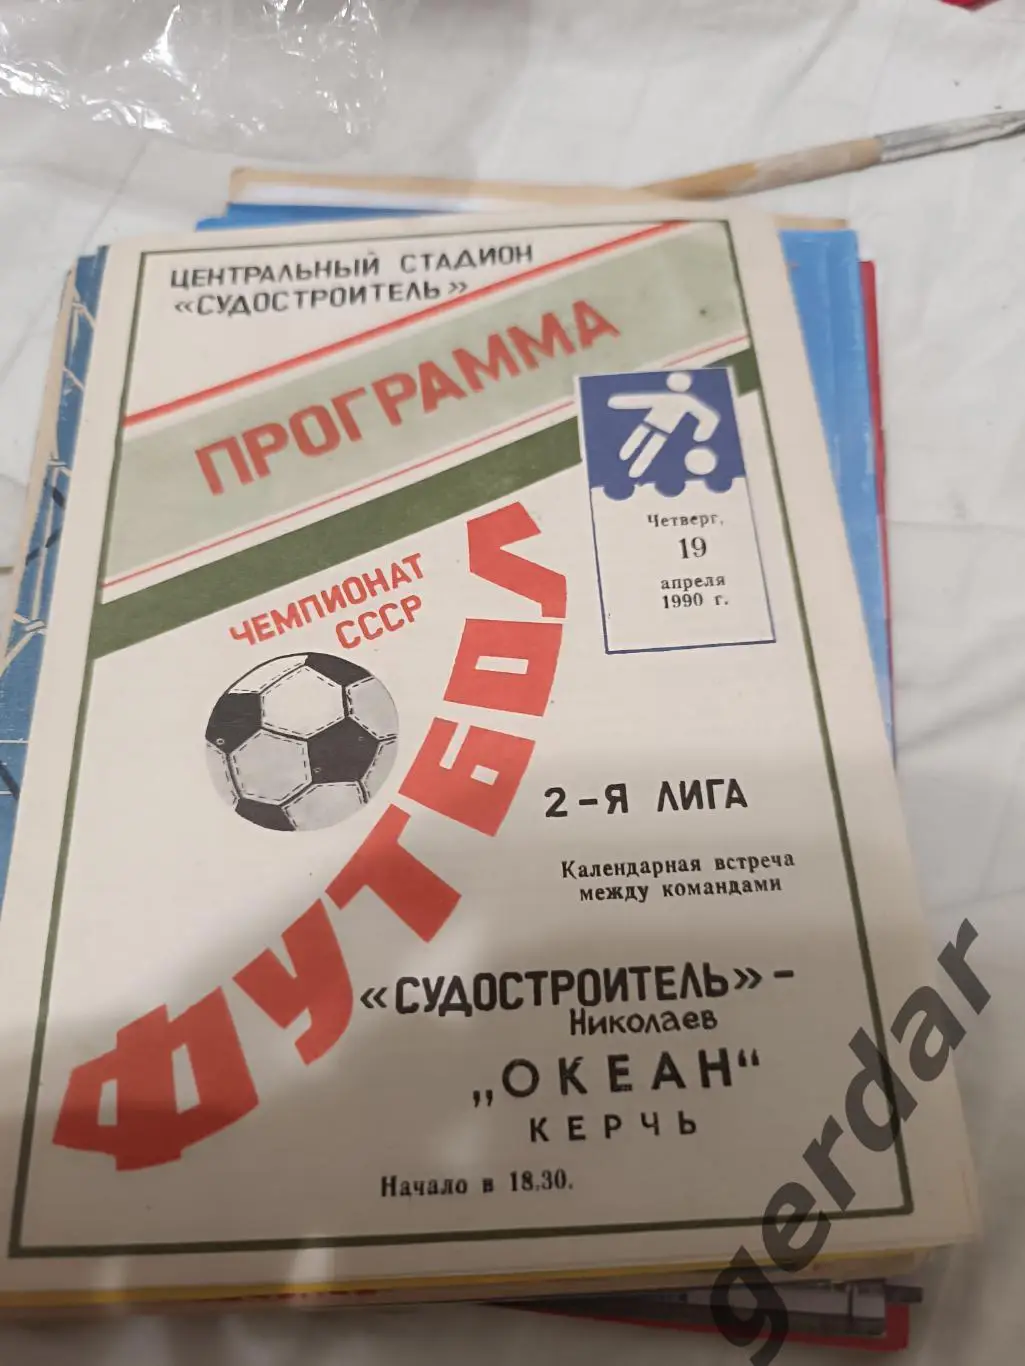 ЦЕНТРАЛЬНЫЙ СТАДИОН
«СУДОСТРОИТЕЛЬ»
ПРОГРАММА
Четверг,
19
апреля
1990 г.
ЧЕМПИОНАТ
СССР
ФУТБОЛ
2-Я ЛИГА
Календарная встреча
между командами
«СУДОСТРОИТЕЛЬ» -
НИКОЛАЕВ
„ОКЕАН"
КЕРЧЬ
Начало в 18.30.
gerdar